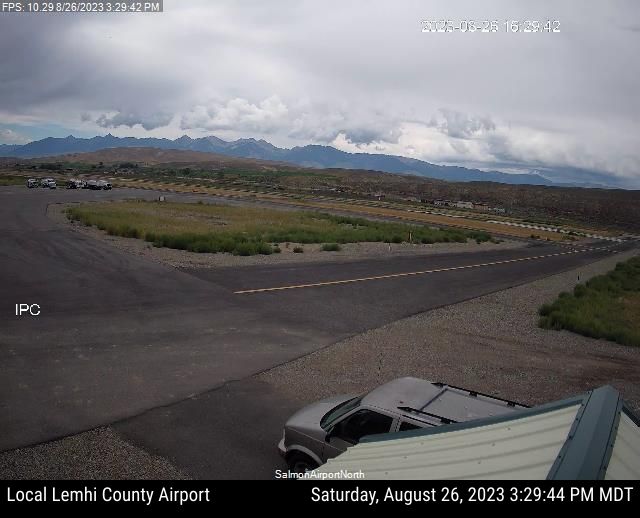 FPS: 10.29 8/26/2023 3:29:42 PM
2023-08-26 15:29:42
IPC
SalmonAirportNorth
Local Lemhi County Airport
Saturday, August 26, 2023 3:29:44 PM MDT